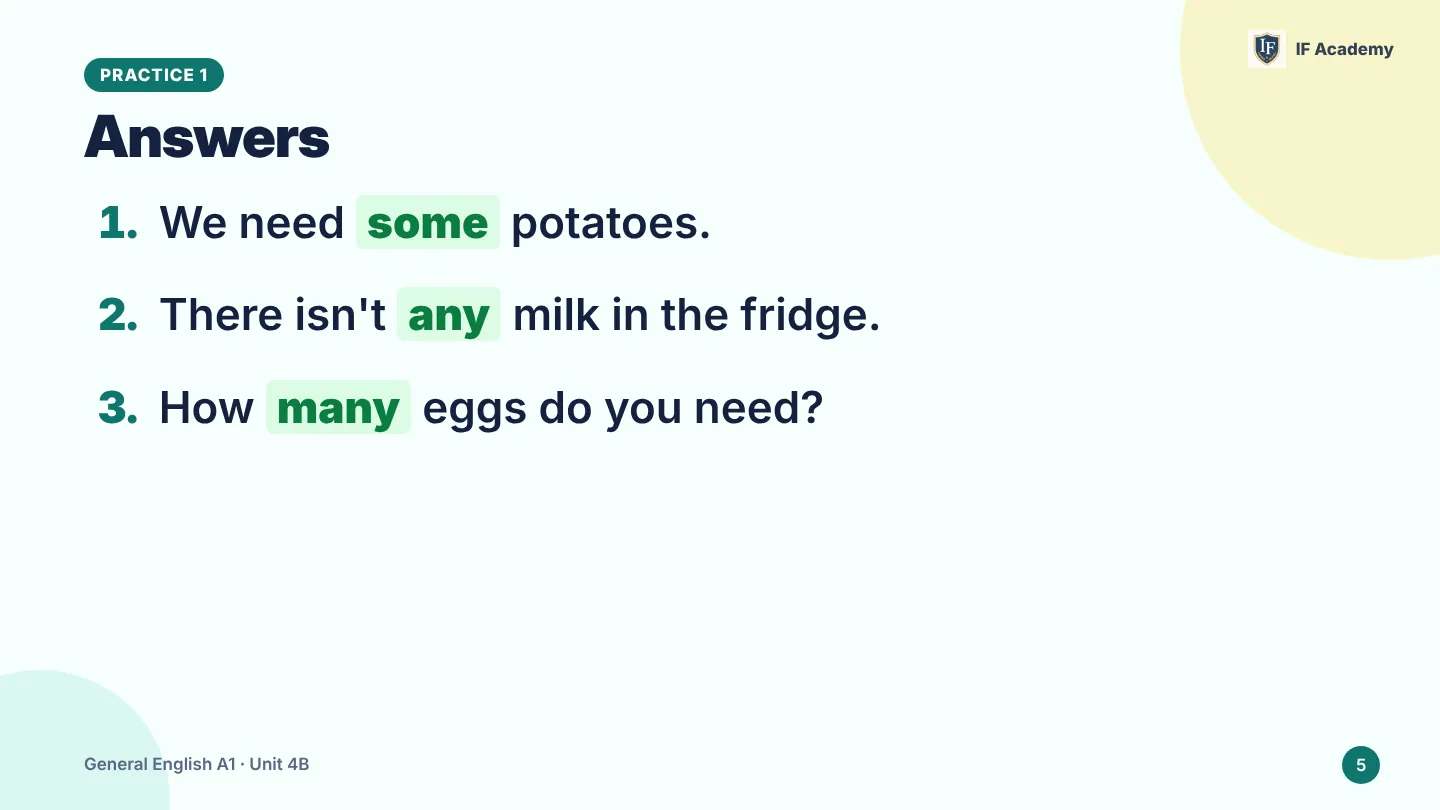 IF Academy
PRACTICE 1
Answers
1. We need some potatoes.
2. There isn't any milk in the fridge.
3. How many eggs do you need?
General English A1 · Unit 4B
5